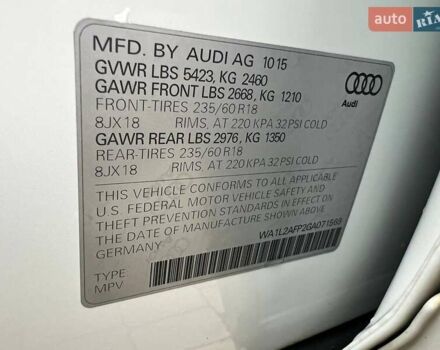 auto RIA
MFD. BY AUDI AG 10 15
GVWR LBS 5423, KG 2460
GAWR FRONT LBS 2668, KG 1210
FRONT-TIRES 235/60 R18
8JX18 RIMS, AT 220 KPA 32 PSI COLD
GAWR REAR LBS 2976, KG 1350
REAR-TIRES 235/60 R18
8JX18 RIMS, AT 220 KPA 32 PSI COLD
Audi
THIS VEHICLE CONFORMS TO ALL APPLICABLE
U.S. FEDERAL MOTOR VEHICLE SAFETY AND
THEFT PREVENTION STANDARDS IN EFFECT ON
THE DATE OF MANUFACTURE SHOWN ABOVE
GERMANY
WA1L2AFP2GA071569
TYPE
MPV